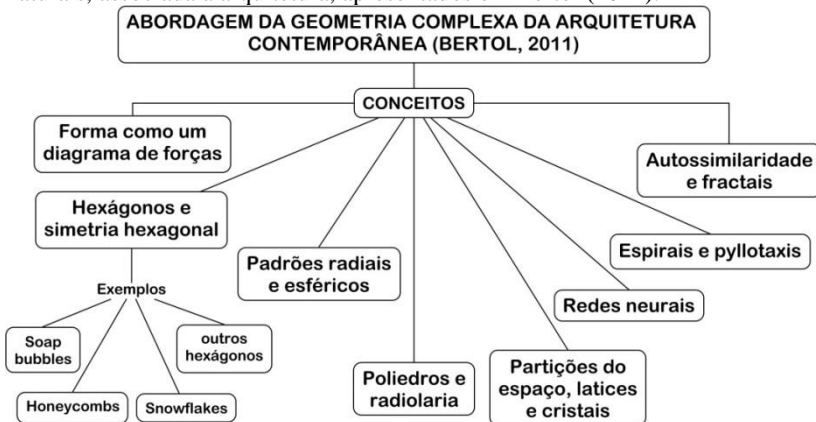 ABORDAGEM DA GEOMETRIA COMPLEXA DA ARQUITETURA
CONTEMPORÂNEA (BERTOL, 2011)
CONCEITOS
Forma como um
diagrama de forças
Autossimilaridade
e fractais
Hexágonos e
simetria hexagonal
Padrões radiais
e esféricos
Espirais e pyllotaxis
Redes neurais
Exemplos
Soap
bubbles
outros
hexágonos
Honeycombs
Snowflakes
Poliedros e
radiolaria
Partições do
espaço, latices
e cristais